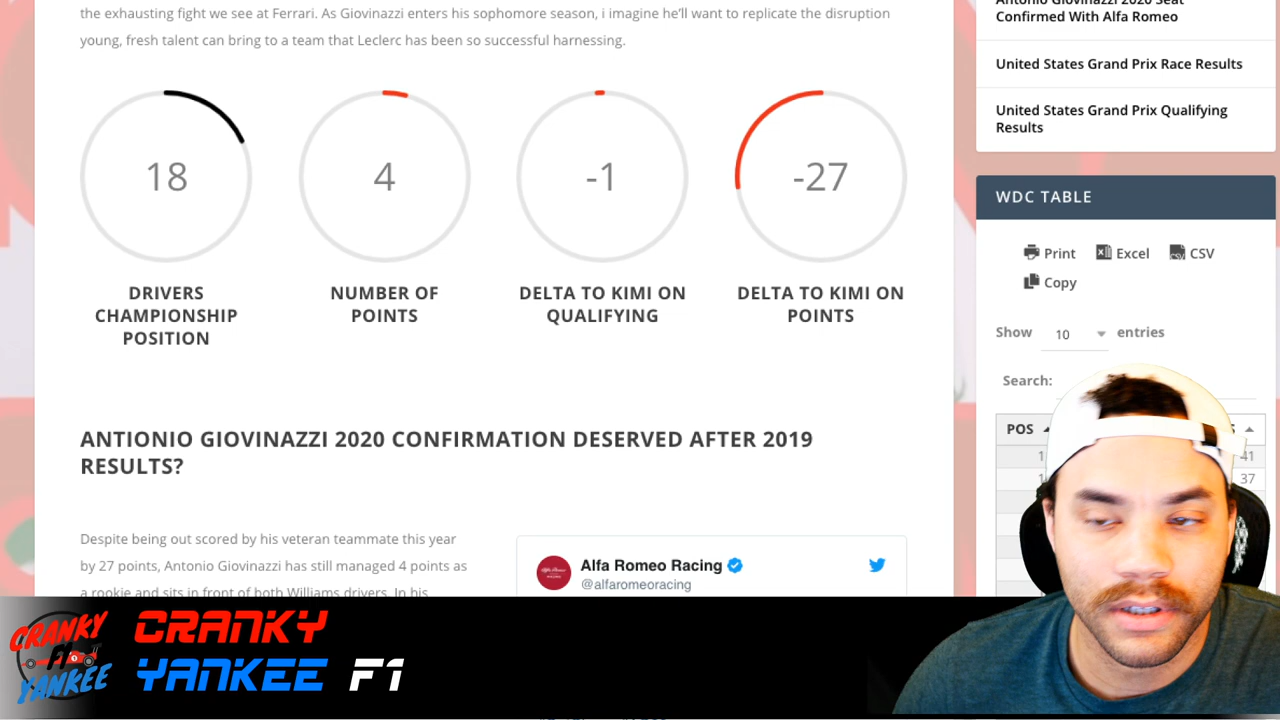 the exhausting fight we see at Ferrari. As Giovinazzi enters his sophomore season, i imagine he'll want to replicate the disruption
young, fresh talent can bring to a team that Leclerc has been so successful harnessing.
18
4
-1
-27
DRIVERS
CHAMPIONSHIP
POSITION
NUMBER OF
POINTS
DELTA TO KIMI ON
QUALIFYING
DELTA TO KIMI ON
POINTS
ANTIONIO GIOVINAZZI 2020 CONFIRMATION DESERVED AFTER 2019
RESULTS?
Despite being out scored by his veteran teammate this year
by 27 points, Antonio Giovinazzi has still managed 4 points as
a rookie and sits in front of both Williams drivers. In his
Alfa Romeo Racing
@alfaromeoracing
Antonio Giovinazzi 2020 Seat
Confirmed With Alfa Romeo
United States Grand Prix Race Results
United States Grand Prix Qualifying
Results
WDC TABLE
Print Excel CSV
Copy
Show 10 entries
Search:
POS
41
37
CRANKY
F1
YANKEE
CRANKY
YANKEE F1